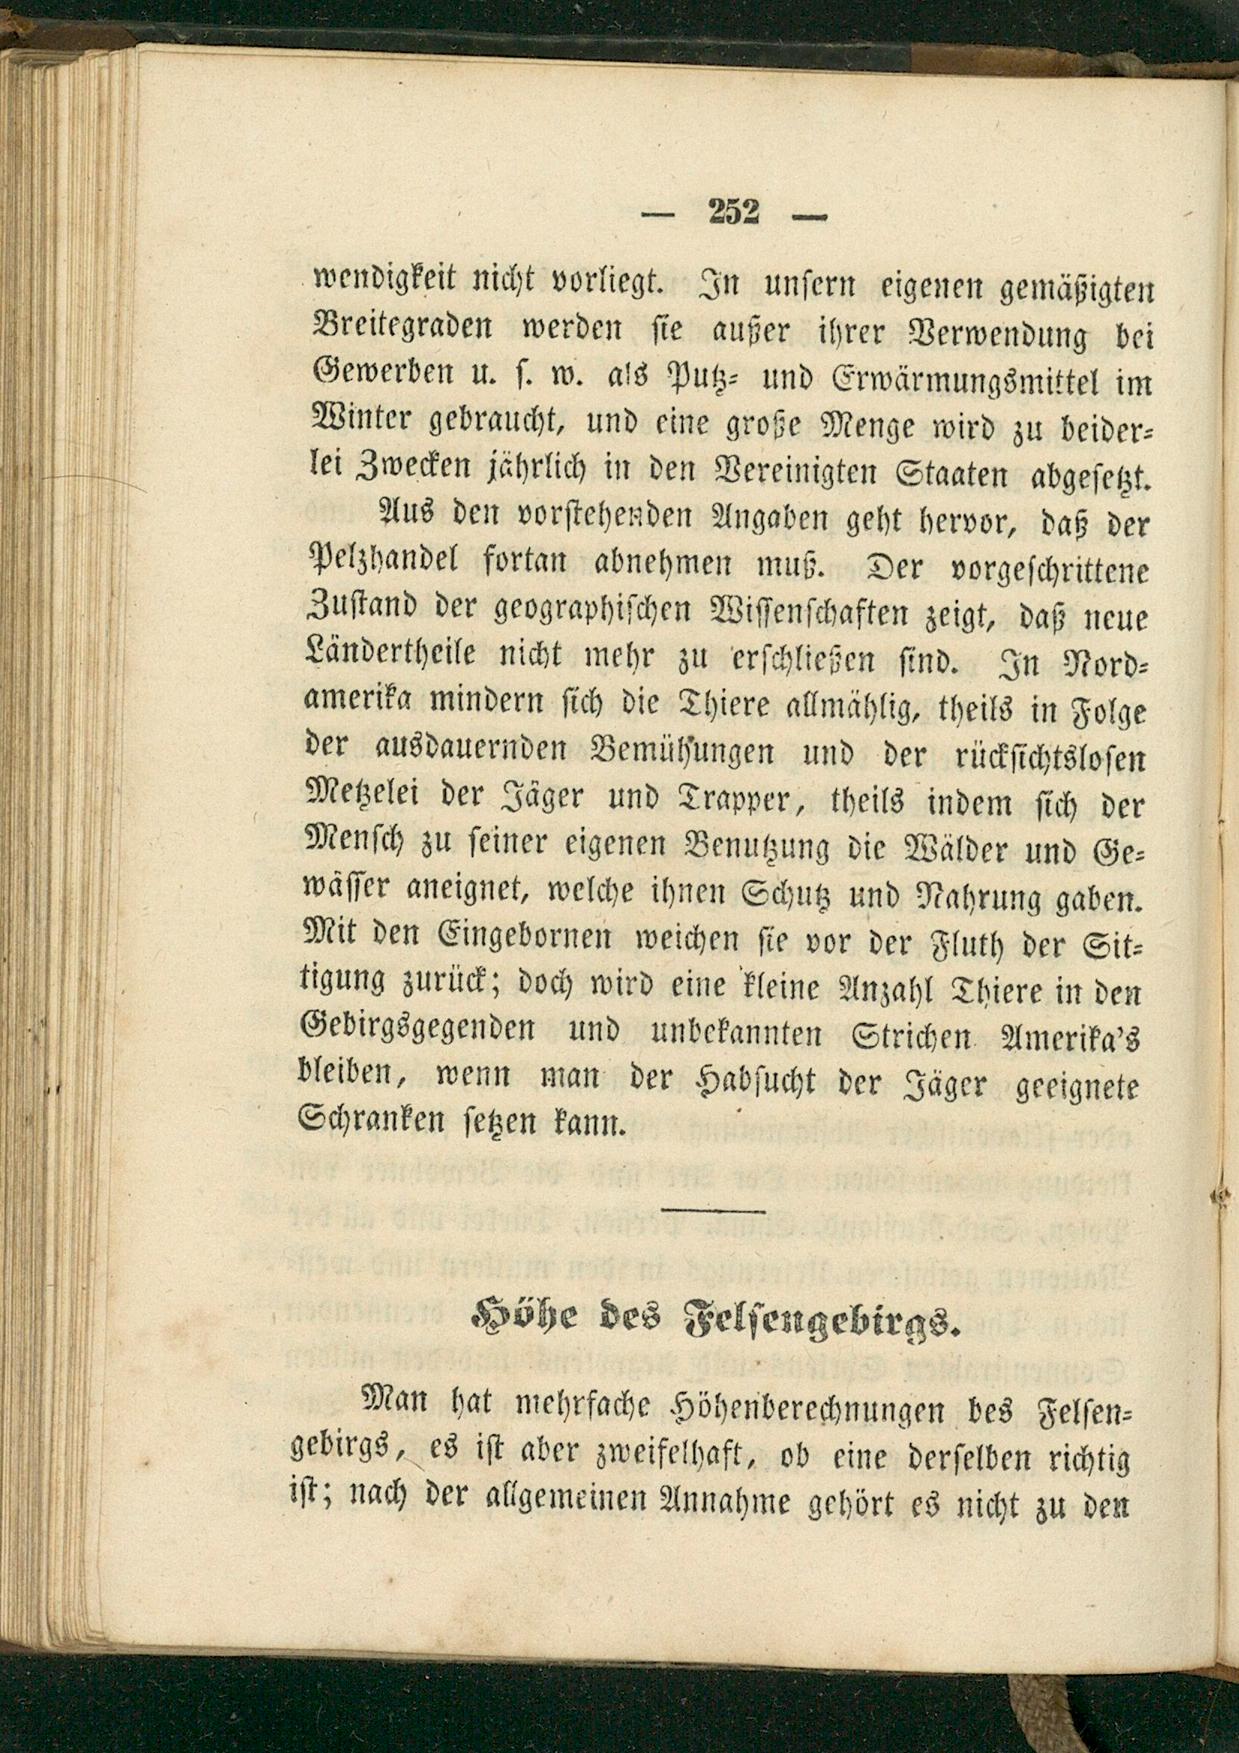 — 252 —
wendigkeit nicht vorliegt. In unsern eigenen gemäßigten
Breitegraden werden sie außer ihrer Verwendung bei
Gewerben u. s. w. als Putz- und Erwärmungsmittel im
Winter gebraucht, und eine große Menge wird zu beider-
lei Zwecken jährlich in den Vereinigten Staaten abgesetzt.
Aus den vorstehenden Angaben geht hervor, daß der
Pelzhandel fortan abnehmen muß. Der vorgeschrittene
Zustand der geographischen Wissenschaften zeigt, daß neue
Ländertheile nicht mehr zu erschließen sind. In Nord-
amerika mindern sich die Thiere allmählig, theils in Folge
der ausdauernden Bemühungen und der rücksichtslosen
Metzelei der Jäger und Trapper, theils indem sich der
Mensch zu seiner eigenen Benutzung die Wälder und Ge-
wässer aneignet, welche ihnen Schutz und Nahrung gaben.
Mit den Eingebornen weichen sie vor der Fluth der Sit-
tigung zurück; doch wird eine kleine Anzahl Thiere in den
Gebirgsgegenden und unbekannten Strichen Amerika's
bleiben, wenn man der Habsucht der Jäger geeignete
Schranken setzen kann.
Höhe des Felsengebirgs.
Man hat mehrfache Höhenberechnungen des Felsen-
gebirgs, es ist aber zweifelhaft, ob eine derselben richtig
ist; nach der allgemeinen Annahme gehört es nicht zu den